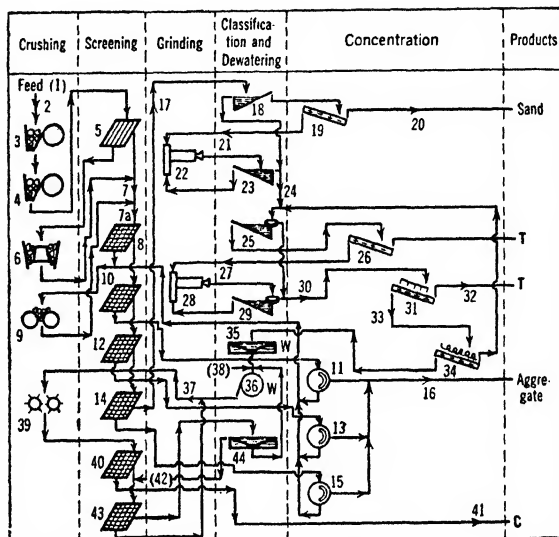 Crushing
Screening
Grinding
Classifica-
tion and
Dewatering
Concentration
Products
Feed (1)
2
3
4
5
6
7
7a
8
9
10
12
14
39
40
43
17
18
19
20
Sand
21
22
23
24
25
26
T
27
28
29
30
31
32
T
33
34
35
W
(38)
36
W
37
11
16
Aggre-
gate
13
44
(42)
15
41
C